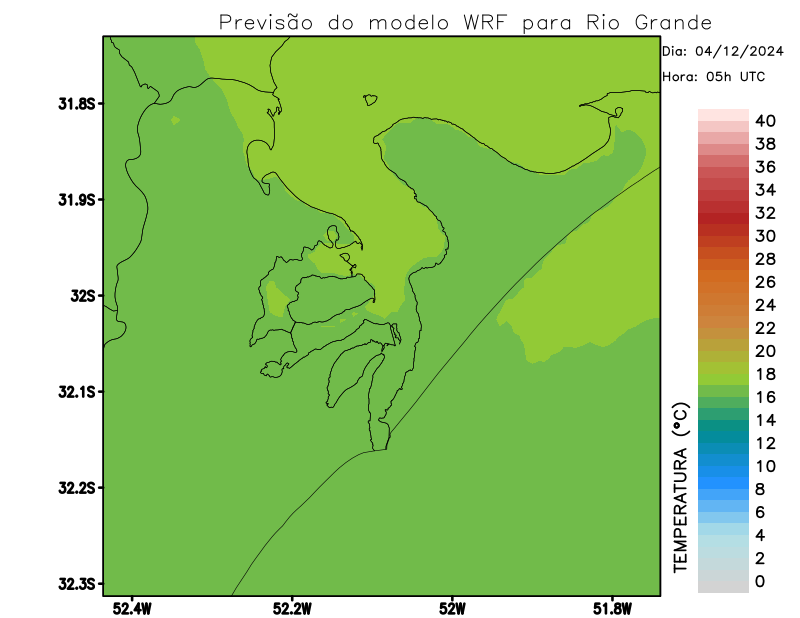 Previsão do modelo WRF para Rio Grande
Dia: 04/12/2024
Hora: 05h UTC
31.8S
31.9S
32S
32.1S
32.2S
32.3S
52.4W
52.2W
52W
51.8W
TEMPERATURA (°C)
40
38
36
34
32
30
28
26
24
22
20
18
16
14
12
10
8
6
4
2
0